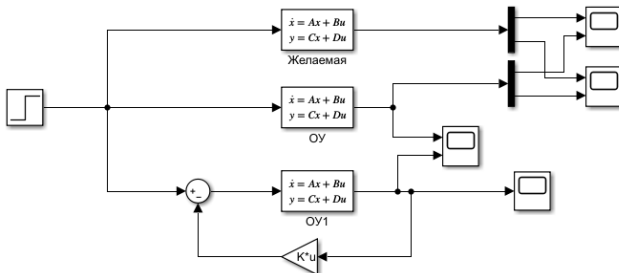 ẋ = Ax + Bu
y = Cx + Du
Желаемая
ẋ = Ax + Bu
y = Cx + Du
ОУ
+
−
ẋ = Ax + Bu
y = Cx + Du
ОУ1
K*u